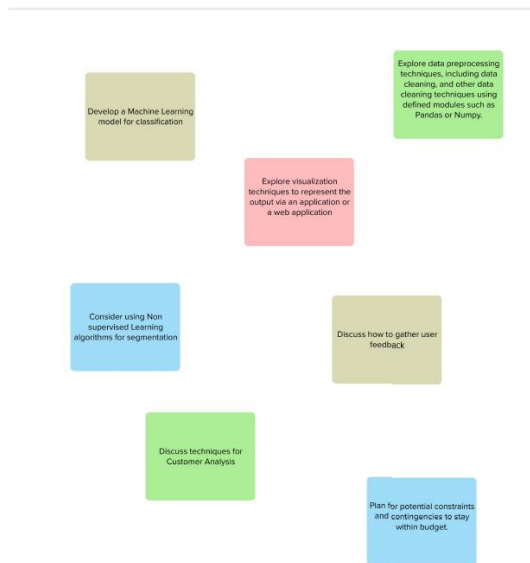 Explore data preprocessing
techniques, including data
cleaning, and other data
cleaning techniques using
defined modules such as
Pandas or Numpy.
Develop a Machine Learning
model for classification
Explore visualization
techniques to represent the
output via an application or
a web application
Consider using Non
supervised Learning
algorithms for segmentation
Discuss how to gather user
feedback
Discuss techniques for
Customer Analysis
Plan for potential constraints
and contingencies to stay
within budget.